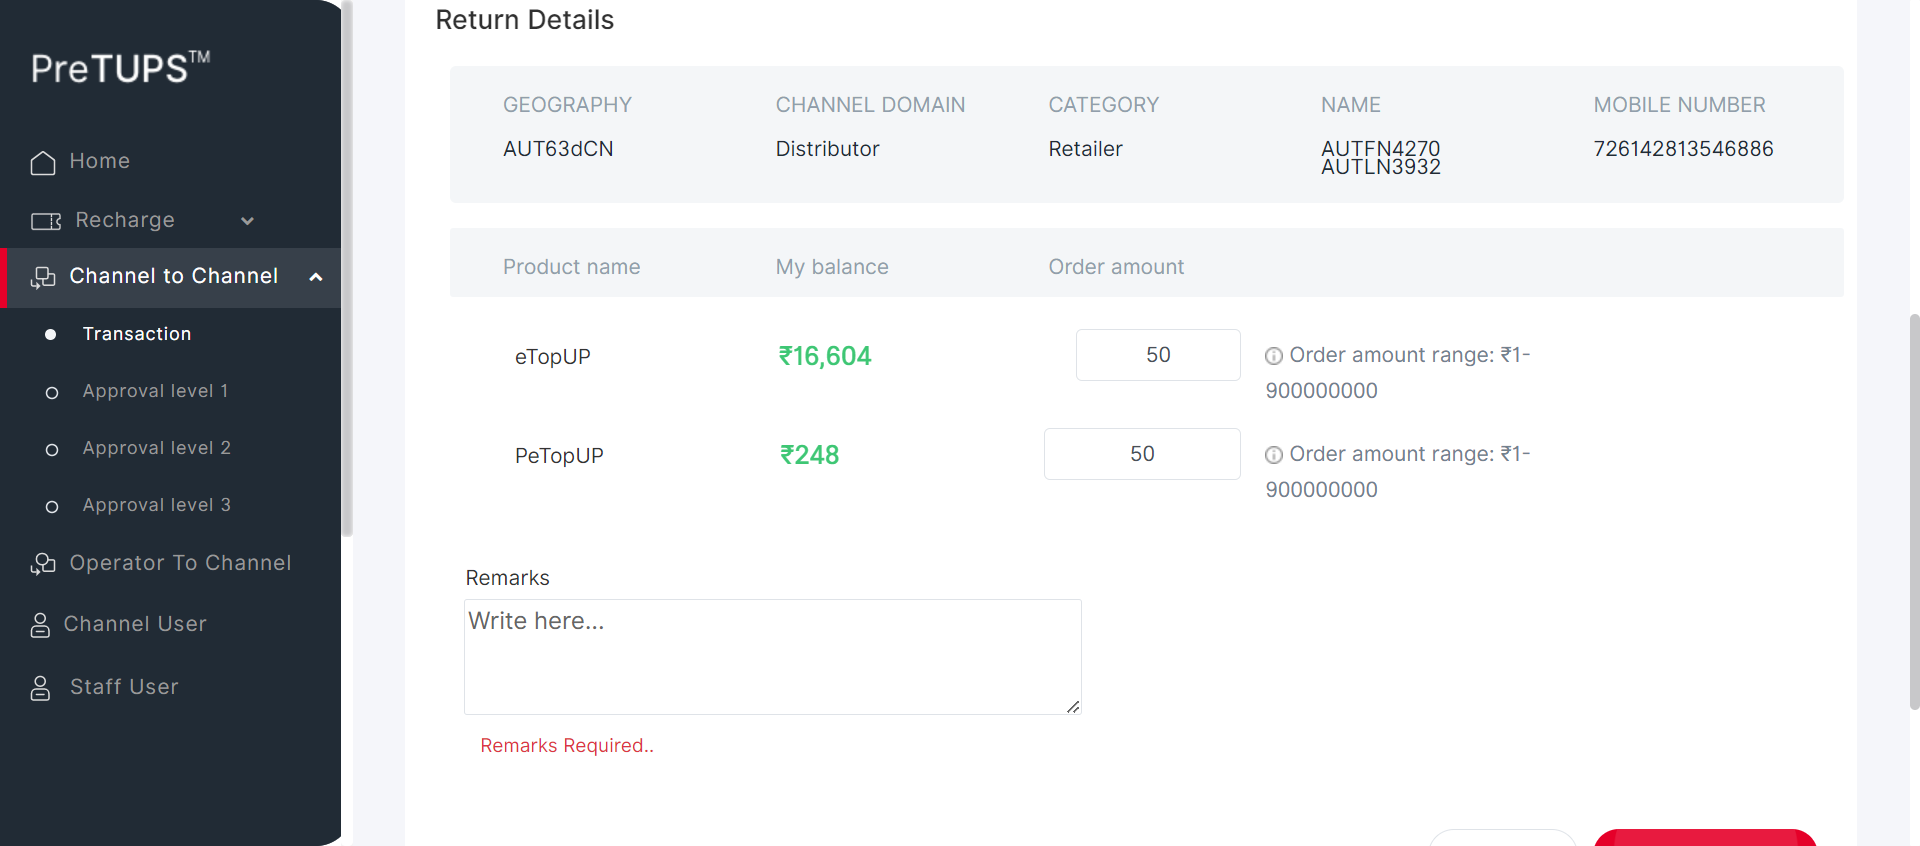 PreTUPS™
Home
Recharge
Channel to Channel
Transaction
Approval level 1
Approval level 2
Approval level 3
Operator To Channel
Channel User
Staff User
Return Details
GEOGRAPHY CHANNEL DOMAIN CATEGORY NAME MOBILE NUMBER
AUT63dCN Distributor Retailer AUTFN4270 726142813546886
AUTLN3932
Product name My balance Order amount
eTopUP ₹16,604 50 Order amount range: ₹1-
900000000
PeTopUP ₹248 50 Order amount range: ₹1-
900000000
Remarks
Write here...
Remarks Required..